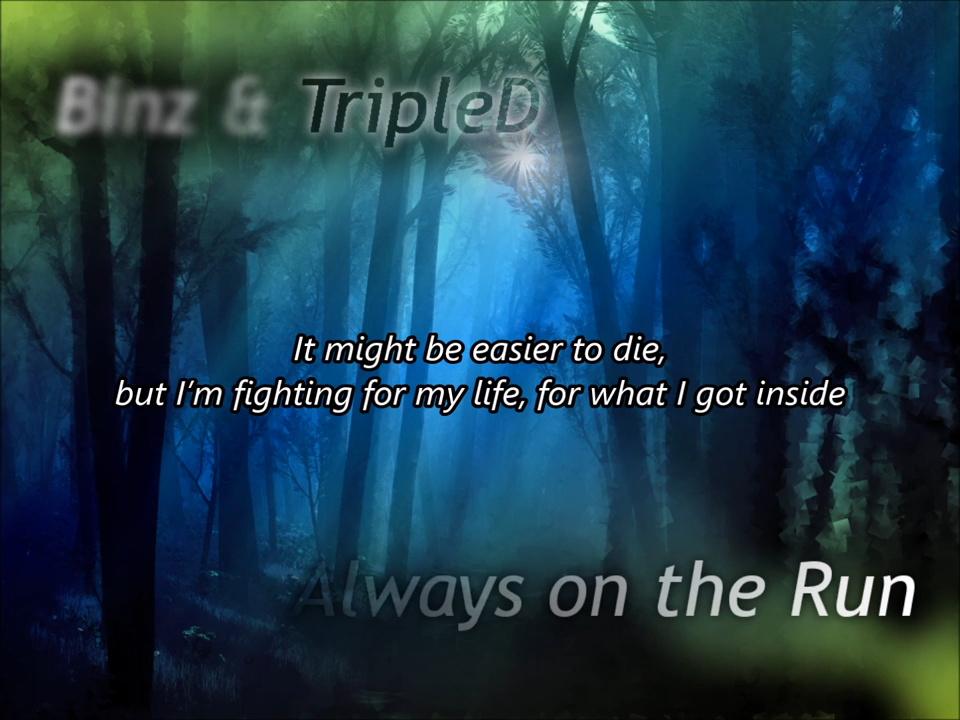 Binz & TripleD
It might be easier to die,
but I'm fighting for my life, for what I got inside
Always on the Run